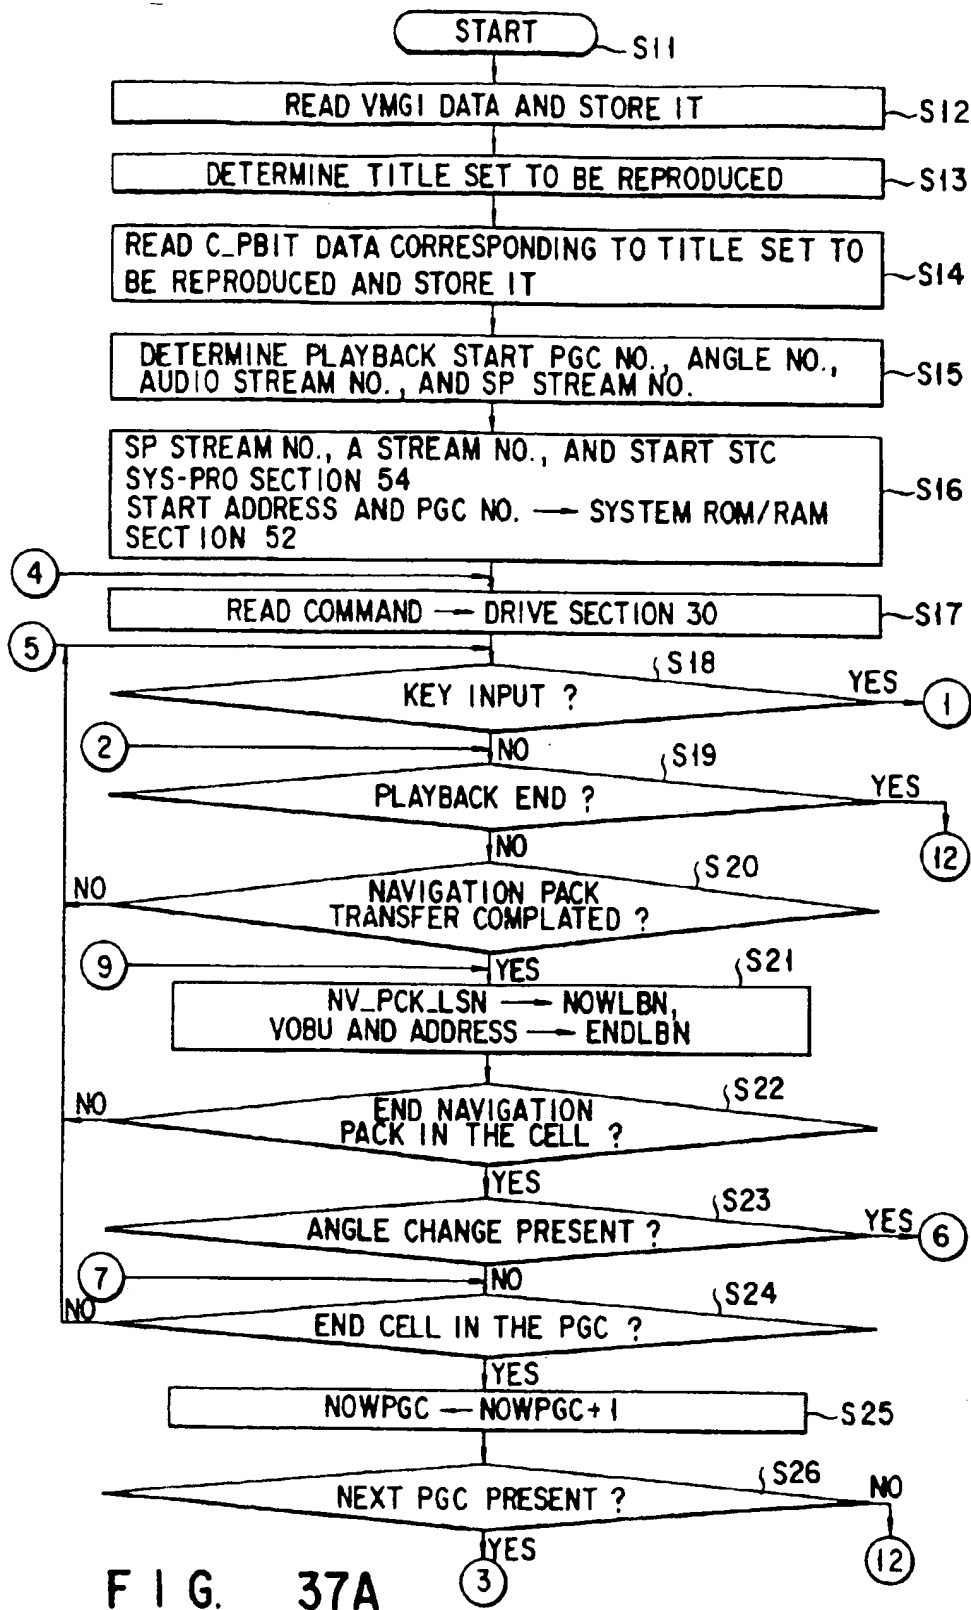 START
S11
READ VMGI DATA AND STORE IT
S12
DETERMINE TITLE SET TO BE REPRODUCED
S13
READ C_PBIT DATA CORRESPONDING TO TITLE SET TO
BE REPRODUCED AND STORE IT
S14
DETERMINE PLAYBACK START PGC NO., ANGLE NO.,
AUDIO STREAM NO., AND SP STREAM NO.
S15
SP STREAM NO., A STREAM NO., AND START STC
SYS-PRO SECTION 54
START ADDRESS AND PGC NO. → SYSTEM ROM/RAM
SECTION 52
S16
4
READ COMMAND → DRIVE SECTION 30
S17
5
S18
KEY INPUT ?
YES
1
2
NO
S19
PLAYBACK END ?
YES
12
NO
S20
NO
NAVIGATION PACK
TRANSFER COMPLATED ?
9
YES
S21
NV_PCK_LSN → NOWLBN,
VOBU AND ADDRESS → ENDLBN
S22
NO
END NAVIGATION
PACK IN THE CELL ?
YES
S23
ANGLE CHANGE PRESENT ?
YES
6
7
NO
S24
NO
END CELL IN THE PGC ?
YES
NOWPGC ← NOWPGC+1
S25
S26
NEXT PGC PRESENT ?
NO
12
YES
3
FIG. 37A